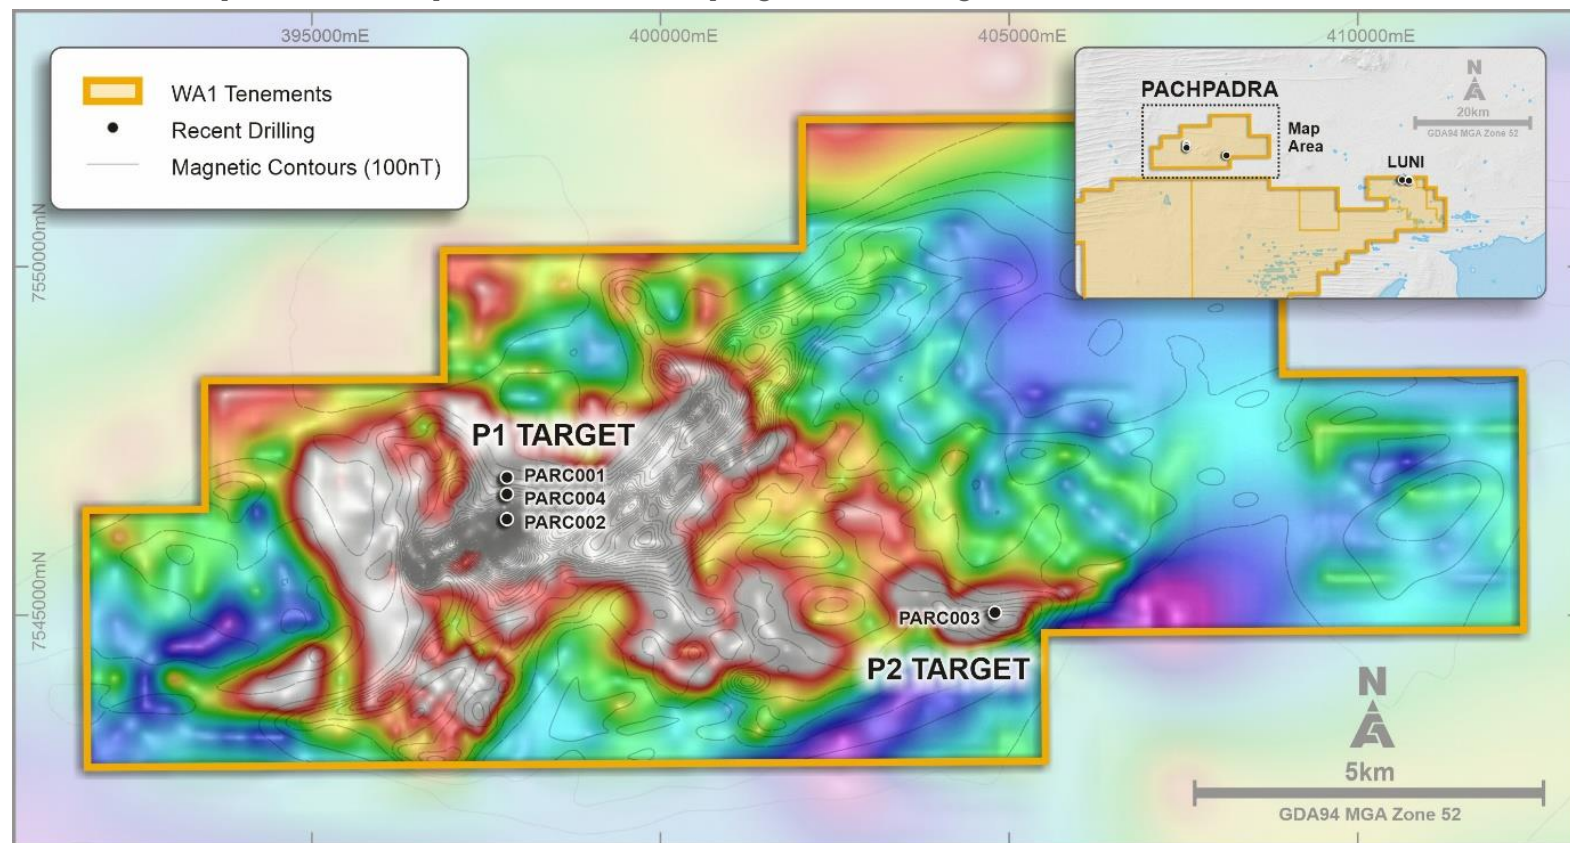 395000mE
400000mE
405000mE
410000mE
WA1 Tenements
Recent Drilling
Magnetic Contours (100nT)
PACHPADRA
Map
Area
LUNI
N
20km
GDA94 MGA Zone 52
7550000mN
P1 TARGET
PARC001
PARC004
PARC002
7545000mN
PARC003
P2 TARGET
N
5km
GDA94 MGA Zone 52